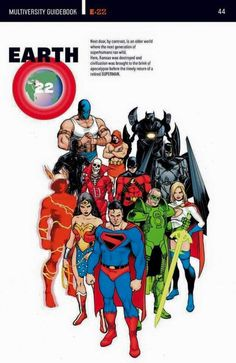 MULTIVERSITY GUIDEBOOK
E-22
44
EARTH
22
Next door, by contrast, is an older world
where the next generation of
superhumans ran wild.
Here, Kansas was destroyed and
civilisation was brought to the brink of
apocalypse before the timely return of a
retired SUPERMAN.